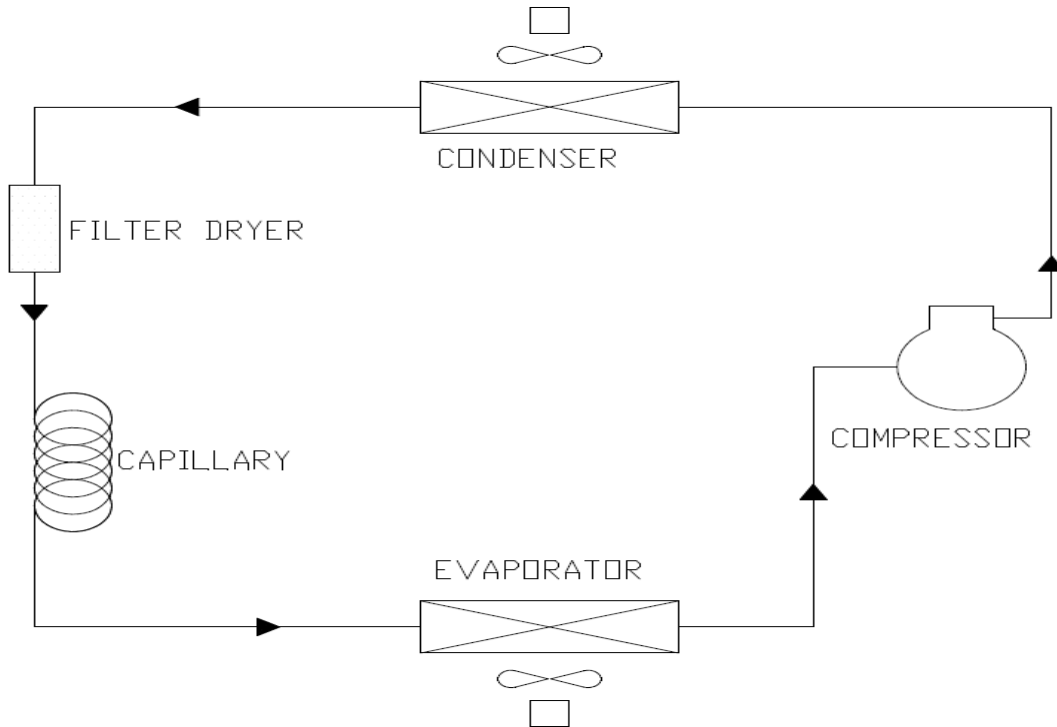 CONDENSER
FILTER DRYER
COMPRESSOR
CAPILLARY
EVAPORATOR